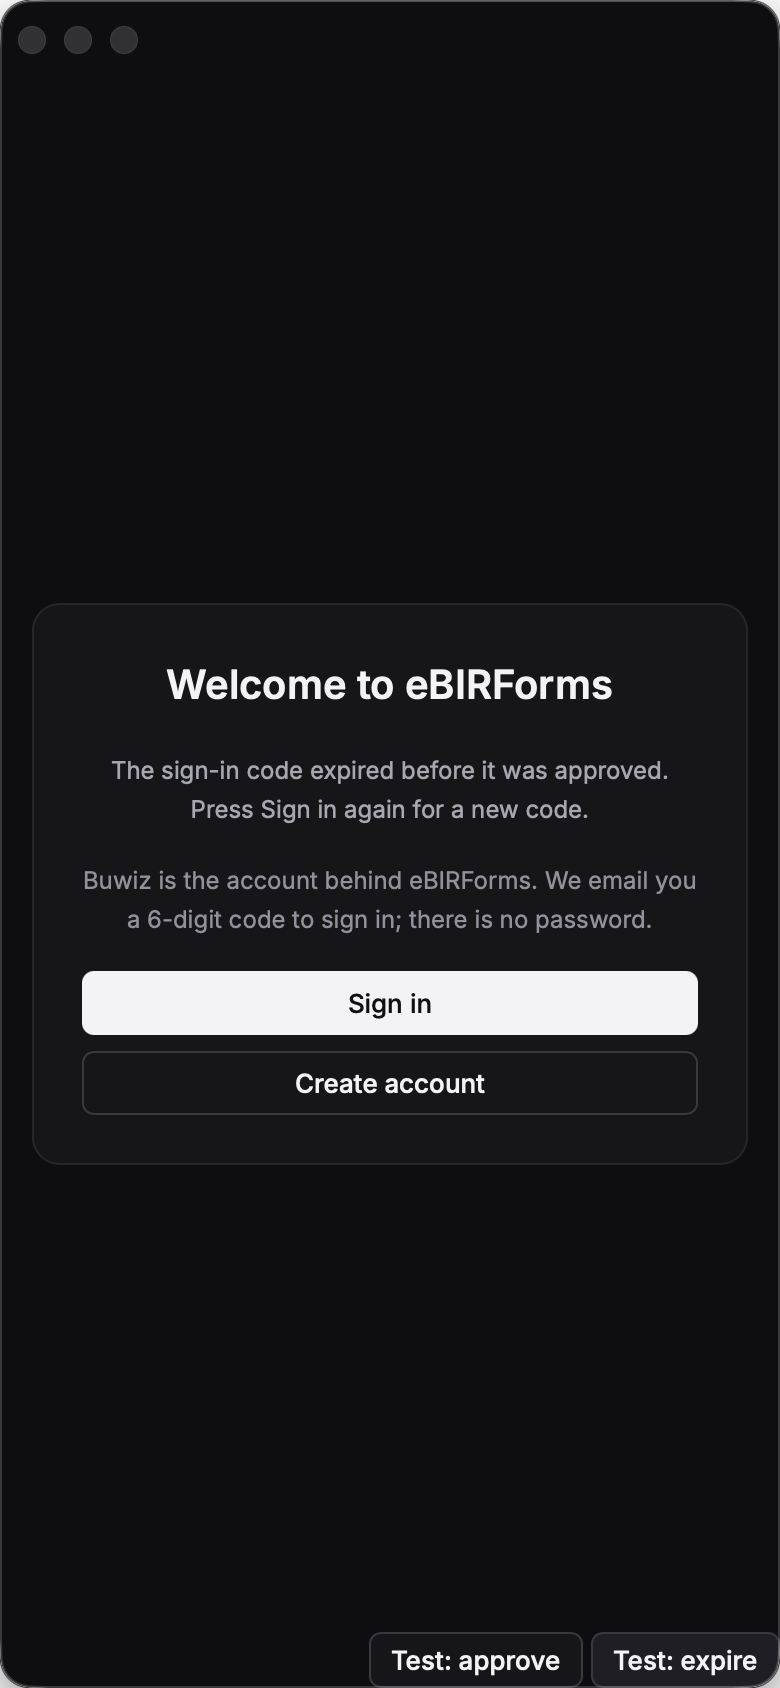 Welcome to eBIRForms
The sign-in code expired before it was approved.
Press Sign in again for a new code.
Buwiz is the account behind eBIRForms. We email you
a 6-digit code to sign in; there is no password.
Sign in
Create account
Test: approve
Test: expire